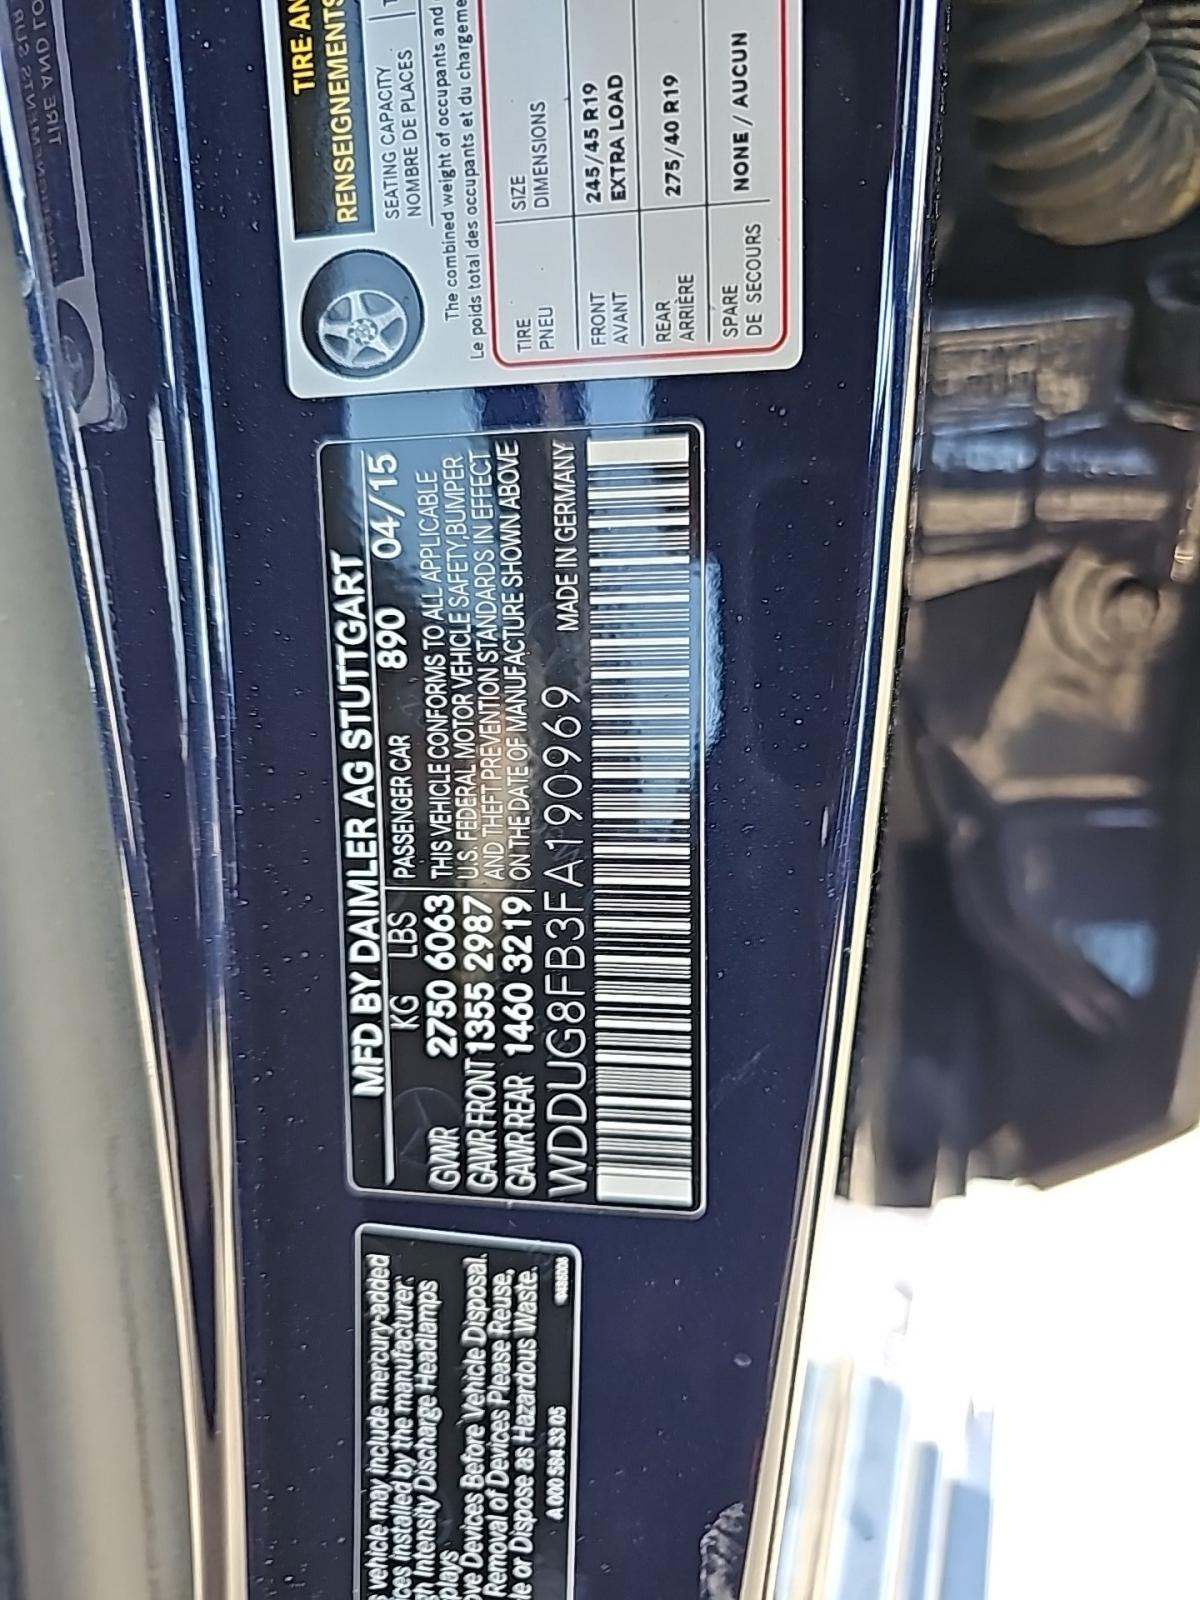 TIRE AN
RENSEIGNEMENTS
SEATING CAPACITY
NOMBRE DE PLACES
The combined weight of occupants and
Le poids total des occupants et du chargeme
TIRE SIZE
PNEU DIMENSIONS
FRONT 245/45 R19
AVANT EXTRA LOAD
REAR 275/40 R19
ARRIÈRE
SPARE NONE / AUCUN
DE SECOURS
MFD BY DAIMLER AG STUTTGART
KG LBS PASSENGER CAR 890 04/15
GVWR 2750 6063 THIS VEHICLE CONFORMS TO ALL APPLICABLE
GAWR FRONT 1355 2987 U.S. FEDERAL MOTOR VEHICLE SAFETY,BUMPER
GAWR REAR 1460 3219 AND THEFT PREVENTION STANDARDS IN EFFECT
ON THE DATE OF MANUFACTURE SHOWN ABOVE
WDDUG8FB3FA190969 MADE IN GERMANY
s vehicle may include mercury-added
ices installed by the manufacturer:
gh Intensity Discharge Headlamps
plays
ove Devices Before Vehicle Disposal.
Removal of Devices Please Reuse,
le or Dispose as Hazardous Waste.
A 000 584 33 05